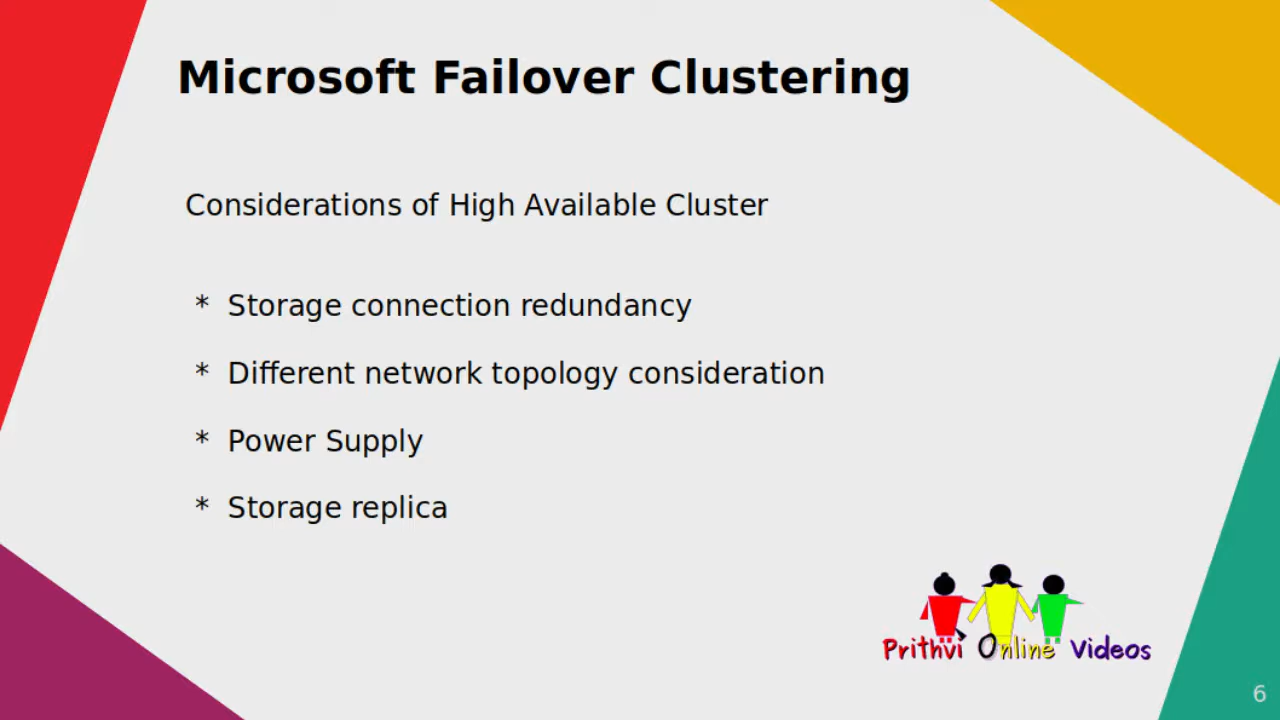 Microsoft Failover Clustering
Considerations of High Available Cluster
* Storage connection redundancy
* Different network topology consideration
* Power Supply
* Storage replica
Prithvi Online Videos
6